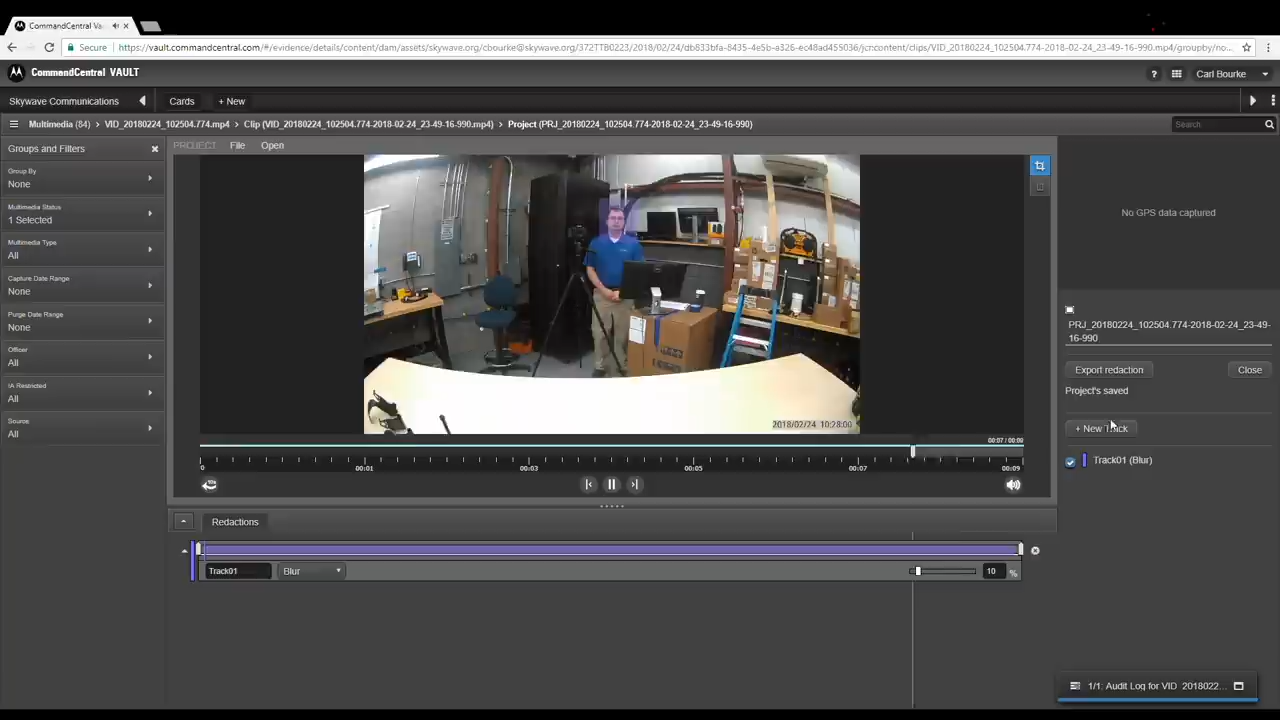 CommandCentral Va
Secure
https://vault.commandcentral.com/#/evidence/details/content/dam/assets/skywave.org/cbourke@skywave.org/372TTB0223/2018/02/24/db833bfa-8435-4e5b-a326-ec48ad455036/jcr:content/clips/VID_20180224_102504.774-2018-02-24_23-49-16-990.mp4/groupby/no...
CommandCentral VAULT
? Carl Bourke
Skywave Communications
Cards
+ New
Multimedia (84) > VID_20180224_102504.774.mp4 > Clip (VID_20180224_102504.774-2018-02-24_23-49-16-990.mp4) > Project (PRJ_20180224_102504.774-2018-02-24_23-49-16-990)
Search
Groups and Filters
Group By
None
Multimedia Status
1 Selected
Multimedia Type
All
Capture Date Range
None
Purge Date Range
None
Officer
All
IA Restricted
All
Source
All
PROJECT File Open
2018/02/24 10:28:00
00:07 / 00:09
0 00:01 00:03 00:04 00:06 00:07 00:09
Redactions
Track01 Blur 10 %
No GPS data captured
PRJ_20180224_102504.774-2018-02-24_23-49-
16-990
Export redaction Close
Project's saved
+ New Track
Track01 (Blur)
1/1: Audit Log for VID_2018022...